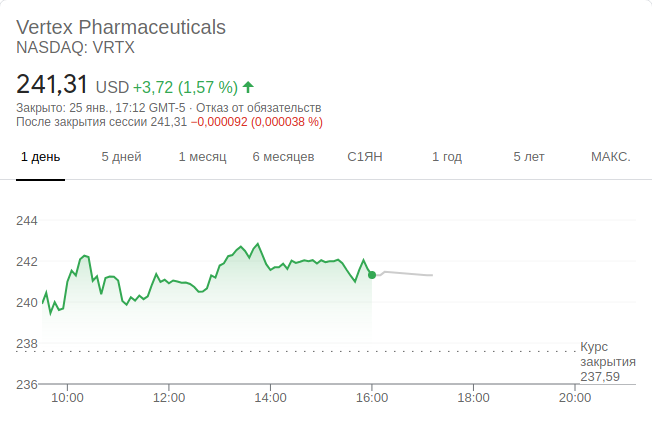 Vertex Pharmaceuticals
NASDAQ: VRTX
241,31 USD +3,72 (1,57 %)
Закрыто: 25 янв., 17:12 GMT-5 · Отказ от обязательств
После закрытия сессии 241,31 −0,000092 (0,000038 %)
1 день 5 дней 1 месяц 6 месяцев С1ЯН 1 год 5 лет МАКС.
244
242
240
238
Курс
закрытия
237,59
236
10:00 12:00 14:00 16:00 18:00 20:00